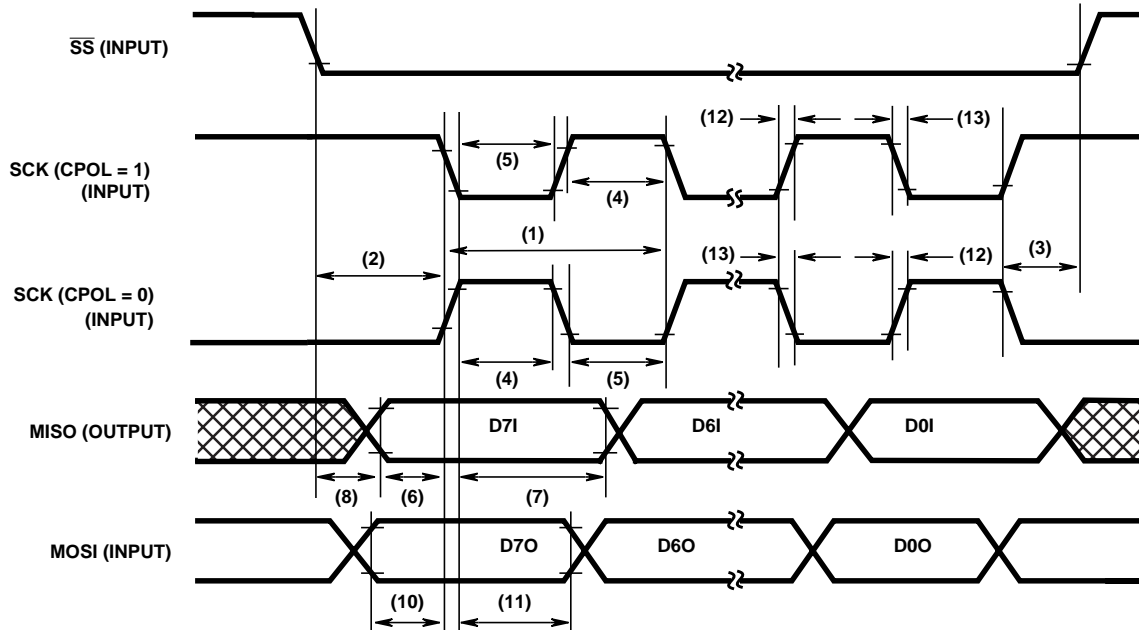 SS (INPUT)
(12) (13)
SCK (CPOL = 1)
(INPUT)
(5)
(4)
(1)
(2) (13) (12) (3)
SCK (CPOL = 0)
(INPUT)
(4) (5)
MISO (OUTPUT) D7I D6I D0I
(8) (6) (7)
MOSI (INPUT) D7O D6O D0O
(10) (11)